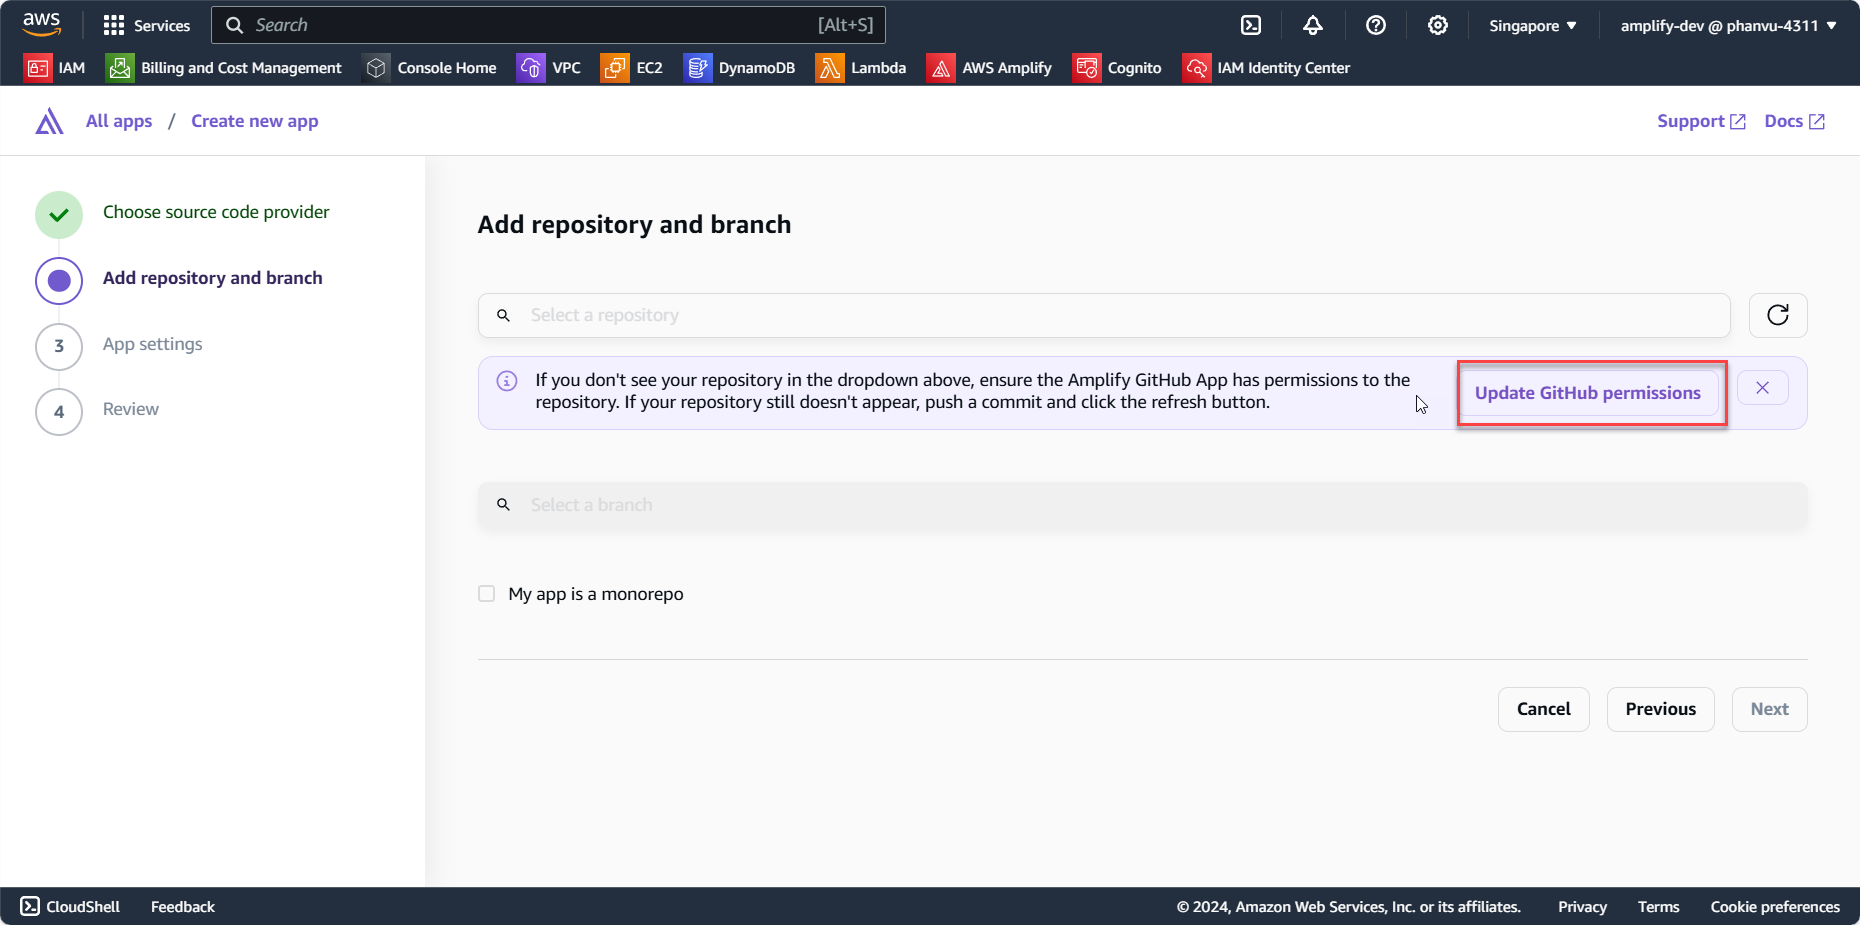 aws
Services
Search
[Alt+S]
Singapore
amplify-dev @ phanvu-4311
IAM
Billing and Cost Management
Console Home
VPC
EC2
DynamoDB
Lambda
AWS Amplify
Cognito
IAM Identity Center
All apps / Create new app
Support
Docs
Choose source code provider
Add repository and branch
3
App settings
4
Review
Add repository and branch
Select a repository
If you don't see your repository in the dropdown above, ensure the Amplify GitHub App has permissions to the
repository. If your repository still doesn't appear, push a commit and click the refresh button.
Update GitHub permissions
Select a branch
My app is a monorepo
Cancel
Previous
Next
CloudShell
Feedback
© 2024, Amazon Web Services, Inc. or its affiliates.
Privacy
Terms
Cookie preferences